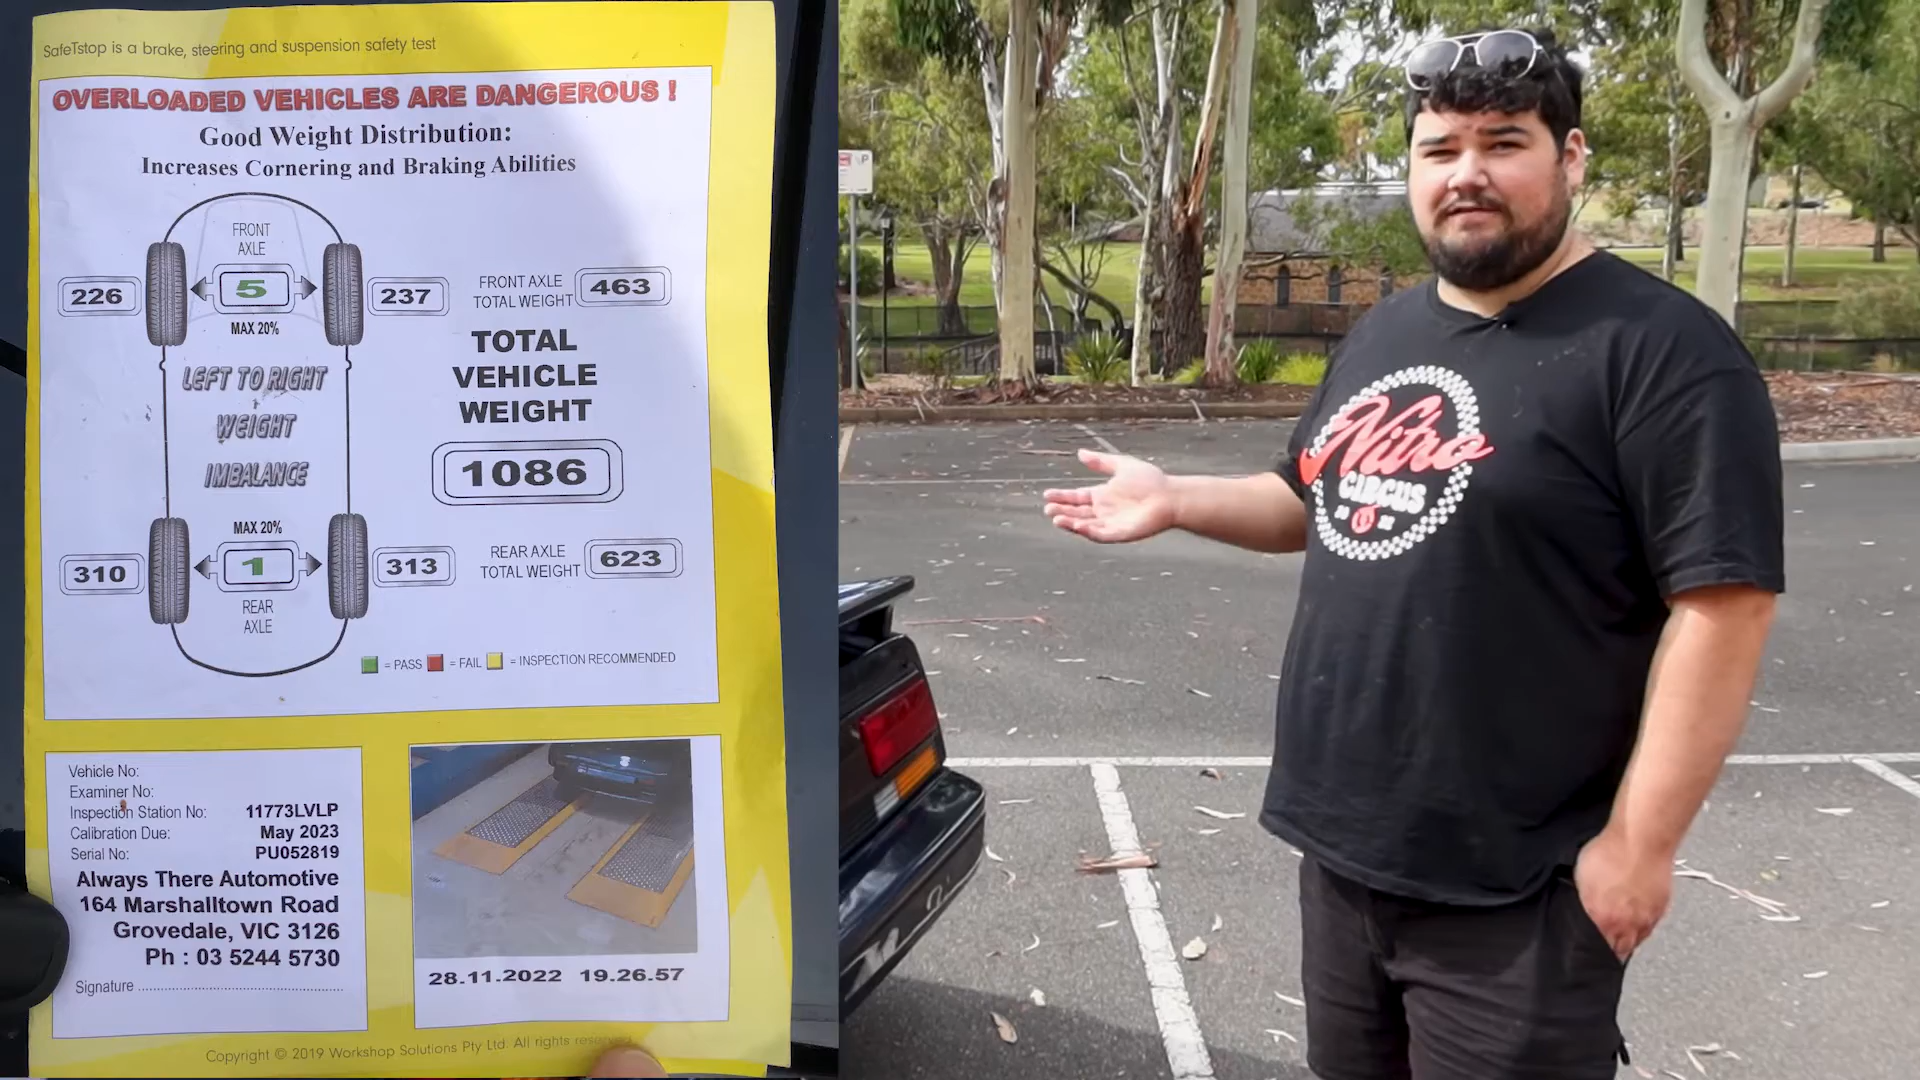 SafeTstop is a brake, steering and suspension safety test
OVERLOADED VEHICLES ARE DANGEROUS !
Good Weight Distribution:
Increases Cornering and Braking Abilities
FRONT
AXLE
226
5
237
MAX 20%
FRONT AXLE
TOTAL WEIGHT
463
LEFT TO RIGHT
WEIGHT
IMBALANCE
TOTAL
VEHICLE
WEIGHT
1086
MAX 20%
310
1
313
REAR
AXLE
REAR AXLE
TOTAL WEIGHT
623
= PASS = FAIL = INSPECTION RECOMMENDED
Vehicle No:
Examiner No:
Inspection Station No: 11773LVLP
Calibration Due: May 2023
Serial No: PU052819
Always There Automotive
164 Marshalltown Road
Grovedale, VIC 3126
Ph : 03 5244 5730
Signature
28.11.2022 19.26.57
Copyright © 2019 Workshop Solutions Pty Ltd. All rights reserved
P
Nitro
CIRCUS